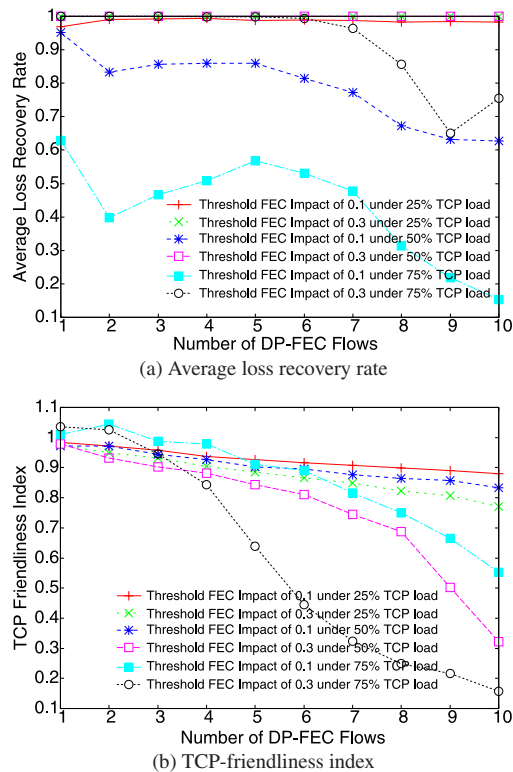 1
0.9
0.8
0.7
0.6
0.5
0.4
0.3
0.2
0.1
Average Loss Recovery Rate
Threshold FEC Impact of 0.1 under 25% TCP load
Threshold FEC Impact of 0.3 under 25% TCP load
Threshold FEC Impact of 0.1 under 50% TCP load
Threshold FEC Impact of 0.3 under 50% TCP load
Threshold FEC Impact of 0.1 under 75% TCP load
Threshold FEC Impact of 0.3 under 75% TCP load
1 2 3 4 5 6 7 8 9 10
Number of DP-FEC Flows
(a) Average loss recovery rate
1.1
1
0.9
0.8
0.7
0.6
0.5
0.4
0.3
0.2
0.1
TCP Friendliness Index
Threshold FEC Impact of 0.1 under 25% TCP load
Threshold FEC Impact of 0.3 under 25% TCP load
Threshold FEC Impact of 0.1 under 50% TCP load
Threshold FEC Impact of 0.3 under 50% TCP load
Threshold FEC Impact of 0.1 under 75% TCP load
Threshold FEC Impact of 0.3 under 75% TCP load
1 2 3 4 5 6 7 8 9 10
Number of DP-FEC Flows
(b) TCP-friendliness index